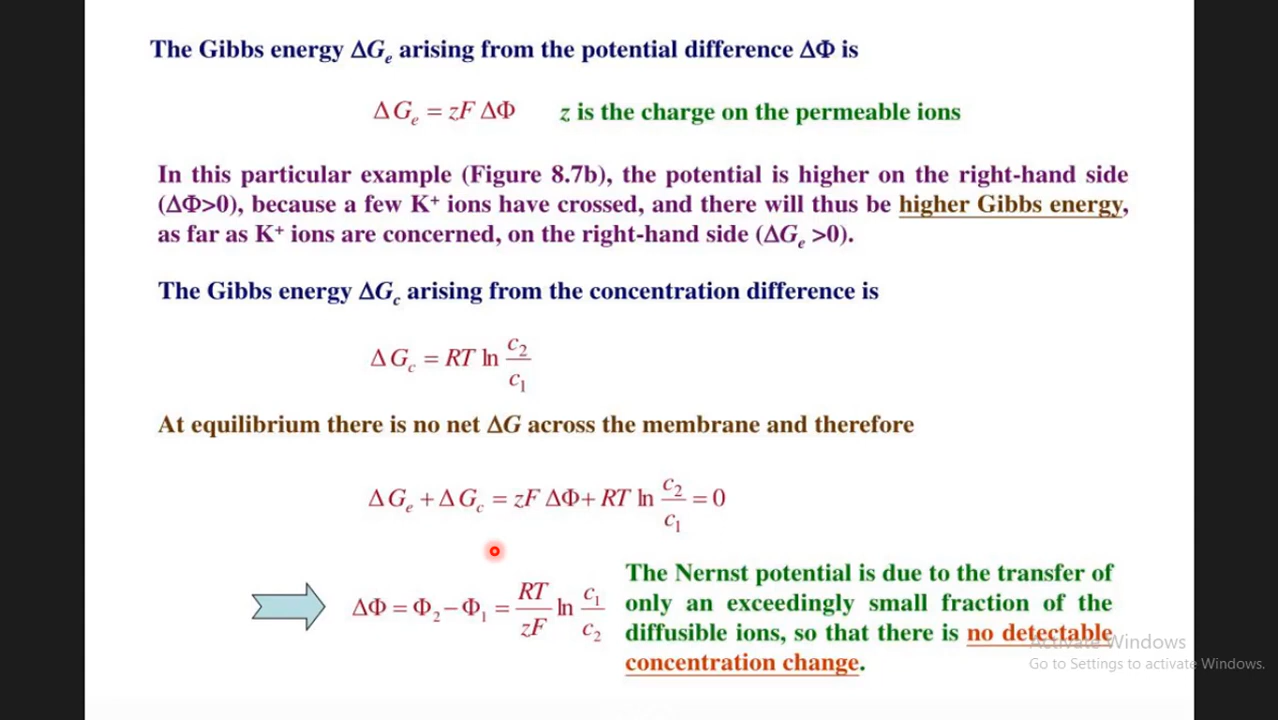 The Gibbs energy ΔGₑ arising from the potential difference ΔΦ is
ΔGₑ = zF ΔΦ z is the charge on the permeable ions
In this particular example (Figure 8.7b), the potential is higher on the right-hand side
(ΔΦ>0), because a few K⁺ ions have crossed, and there will thus be higher Gibbs energy,
as far as K⁺ ions are concerned, on the right-hand side (ΔGₑ >0).
The Gibbs energy ΔG_c arising from the concentration difference is
ΔG_c = RT ln c₂/c₁
At equilibrium there is no net ΔG across the membrane and therefore
ΔGₑ + ΔG_c = zF ΔΦ + RT ln c₂/c₁ = 0
ΔΦ = Φ₂ − Φ₁ = RT/zF ln c₁/c₂
The Nernst potential is due to the transfer of
only an exceedingly small fraction of the
diffusible ions, so that there is no detectable
concentration change.
Activate Windows
Go to Settings to activate Windows.